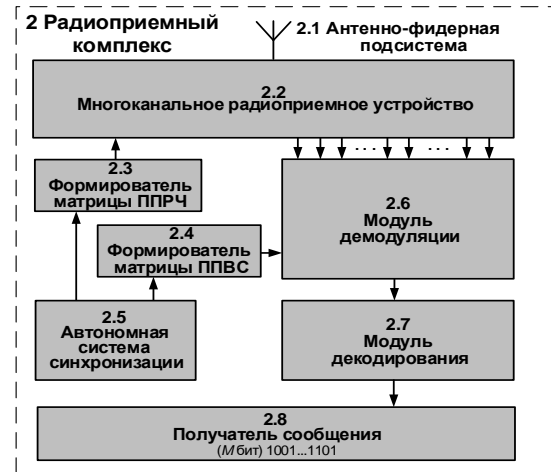 2 Радиоприемный
комплекс
2.1 Антенно-фидерная
подсистема
2.2
Многоканальное радиоприемное устройство
... ...
2.3
Формирователь
матрицы ППРЧ
2.4
Формирователь
матрицы ППВС
2.5
Автономная
система
синхронизации
2.6
Модуль
демодуляции
2.7
Модуль
декодирования
2.8
Получатель сообщения
(M бит) 1001...1101